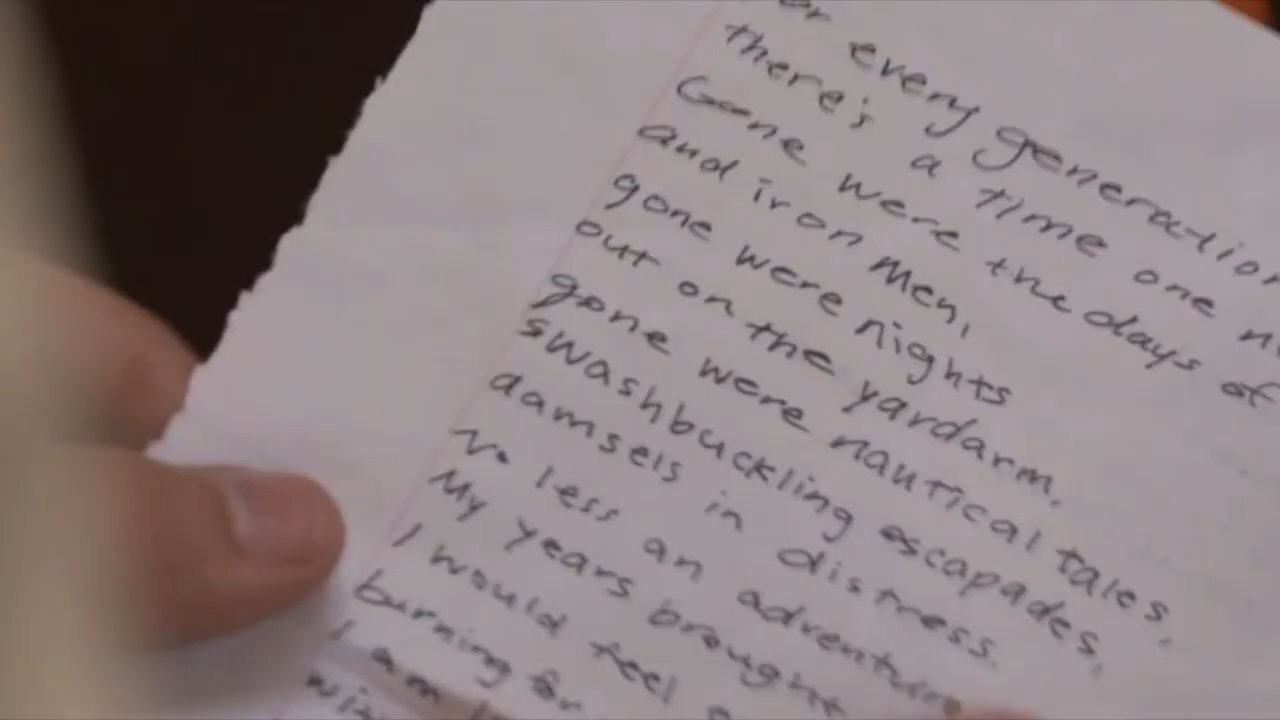 every generation
there's a time one
Gone were the days of
and iron men,
gone were nights
out on the yardarm.
gone were nautical tales,
swashbuckling escapades,
damsels in distress.
No less an adventure
My years brought
I would feel
burning for
I am